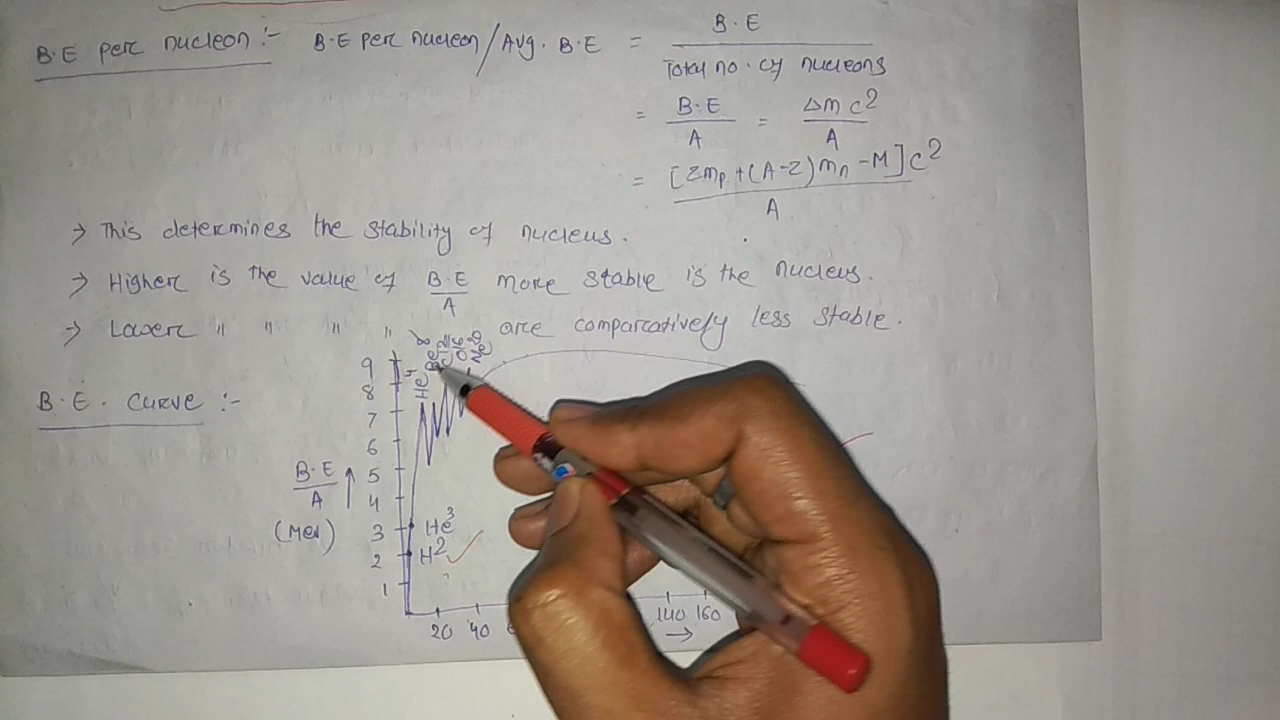 B.E per nucleon :- B.E per nucleon / Avg. B.E = B.E / Total no. of nucleons
= B.E / A = Δm c² / A
= [Zmp + (A-Z) mn - M] c² / A
→ This determines the stability of nucleus.
→ Higher is the value of B.E / A more stable is the nucleus.
→ Lower " " " " are comparatively less stable.
B.E. Curve :-
B.E / A ↑
(MeV)
9
8
7
6
5
4
3
2
1
He⁴
He³
H²
20 40 140 160 →